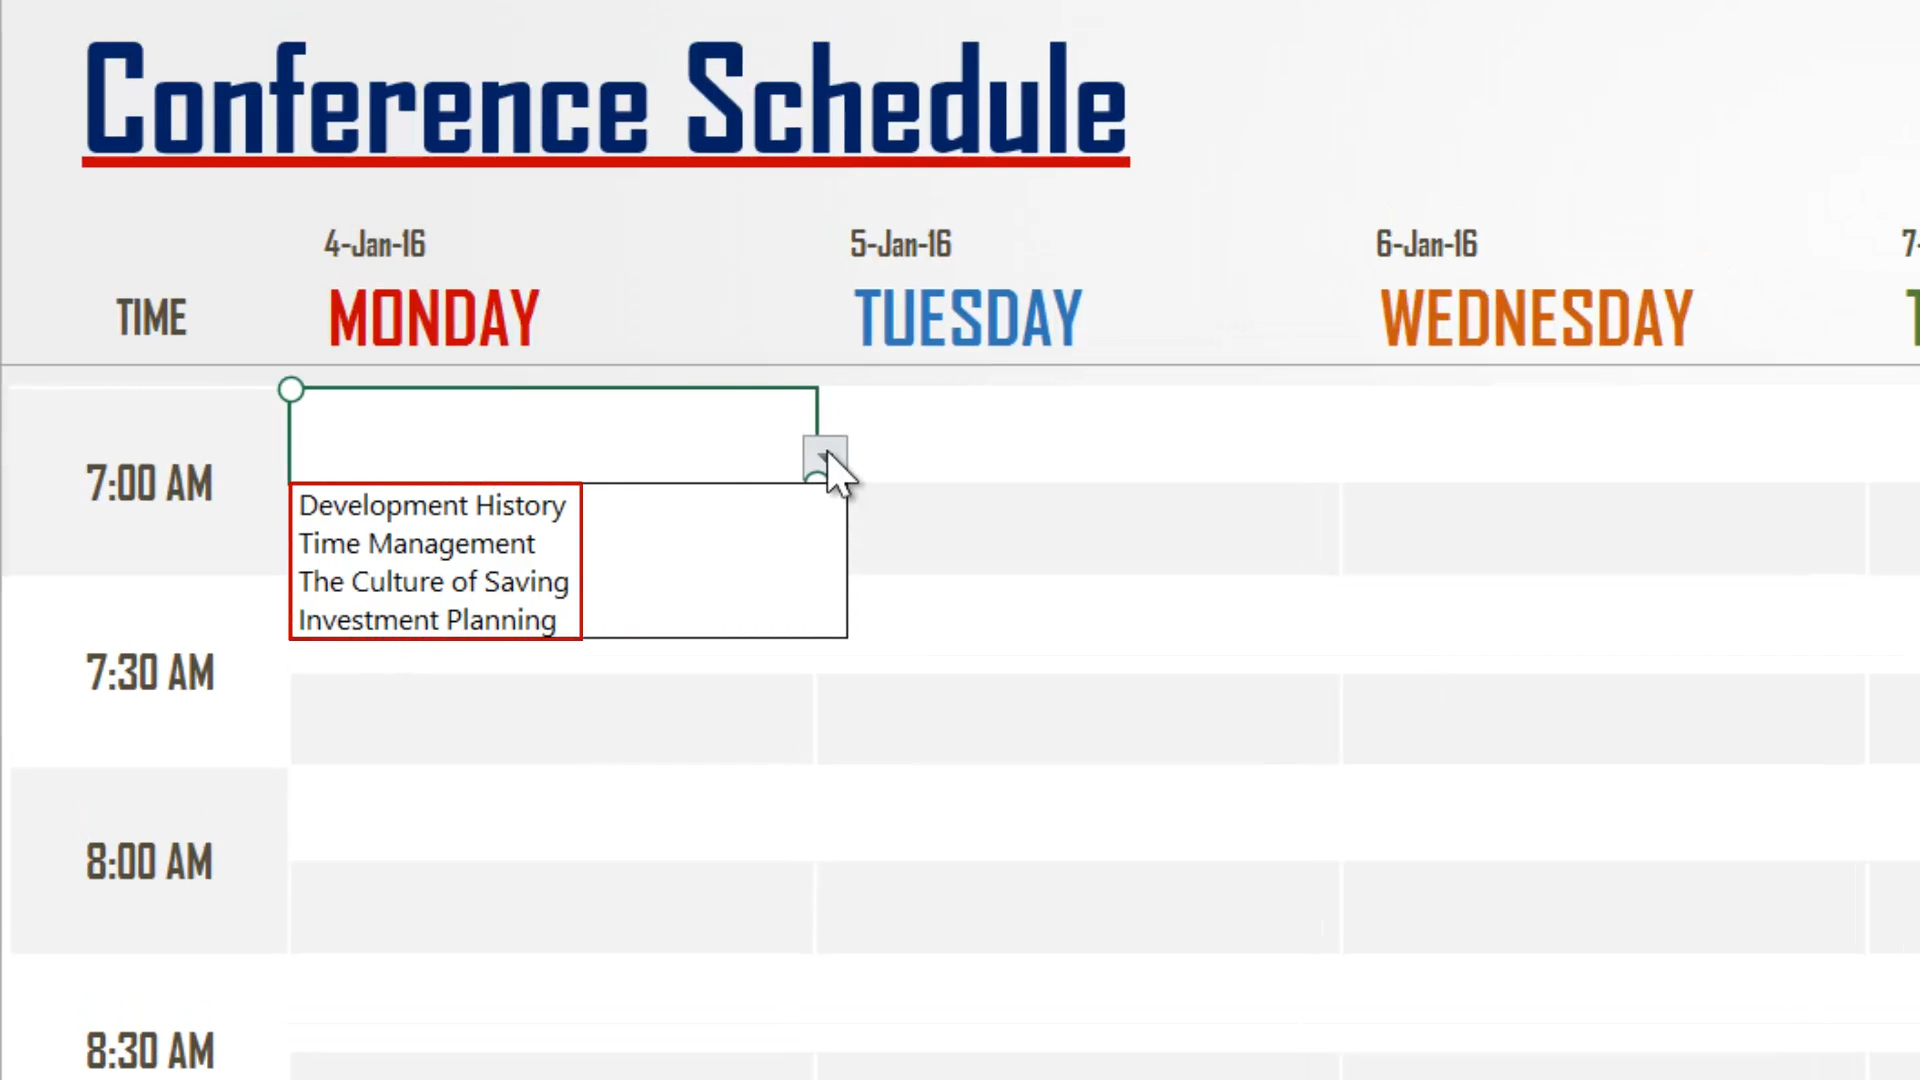 Conference Schedule
4-Jan-16 5-Jan-16 6-Jan-16
TIME MONDAY TUESDAY WEDNESDAY
7:00 AM
Development History
Time Management
The Culture of Saving
Investment Planning
7:30 AM
8:00 AM
8:30 AM